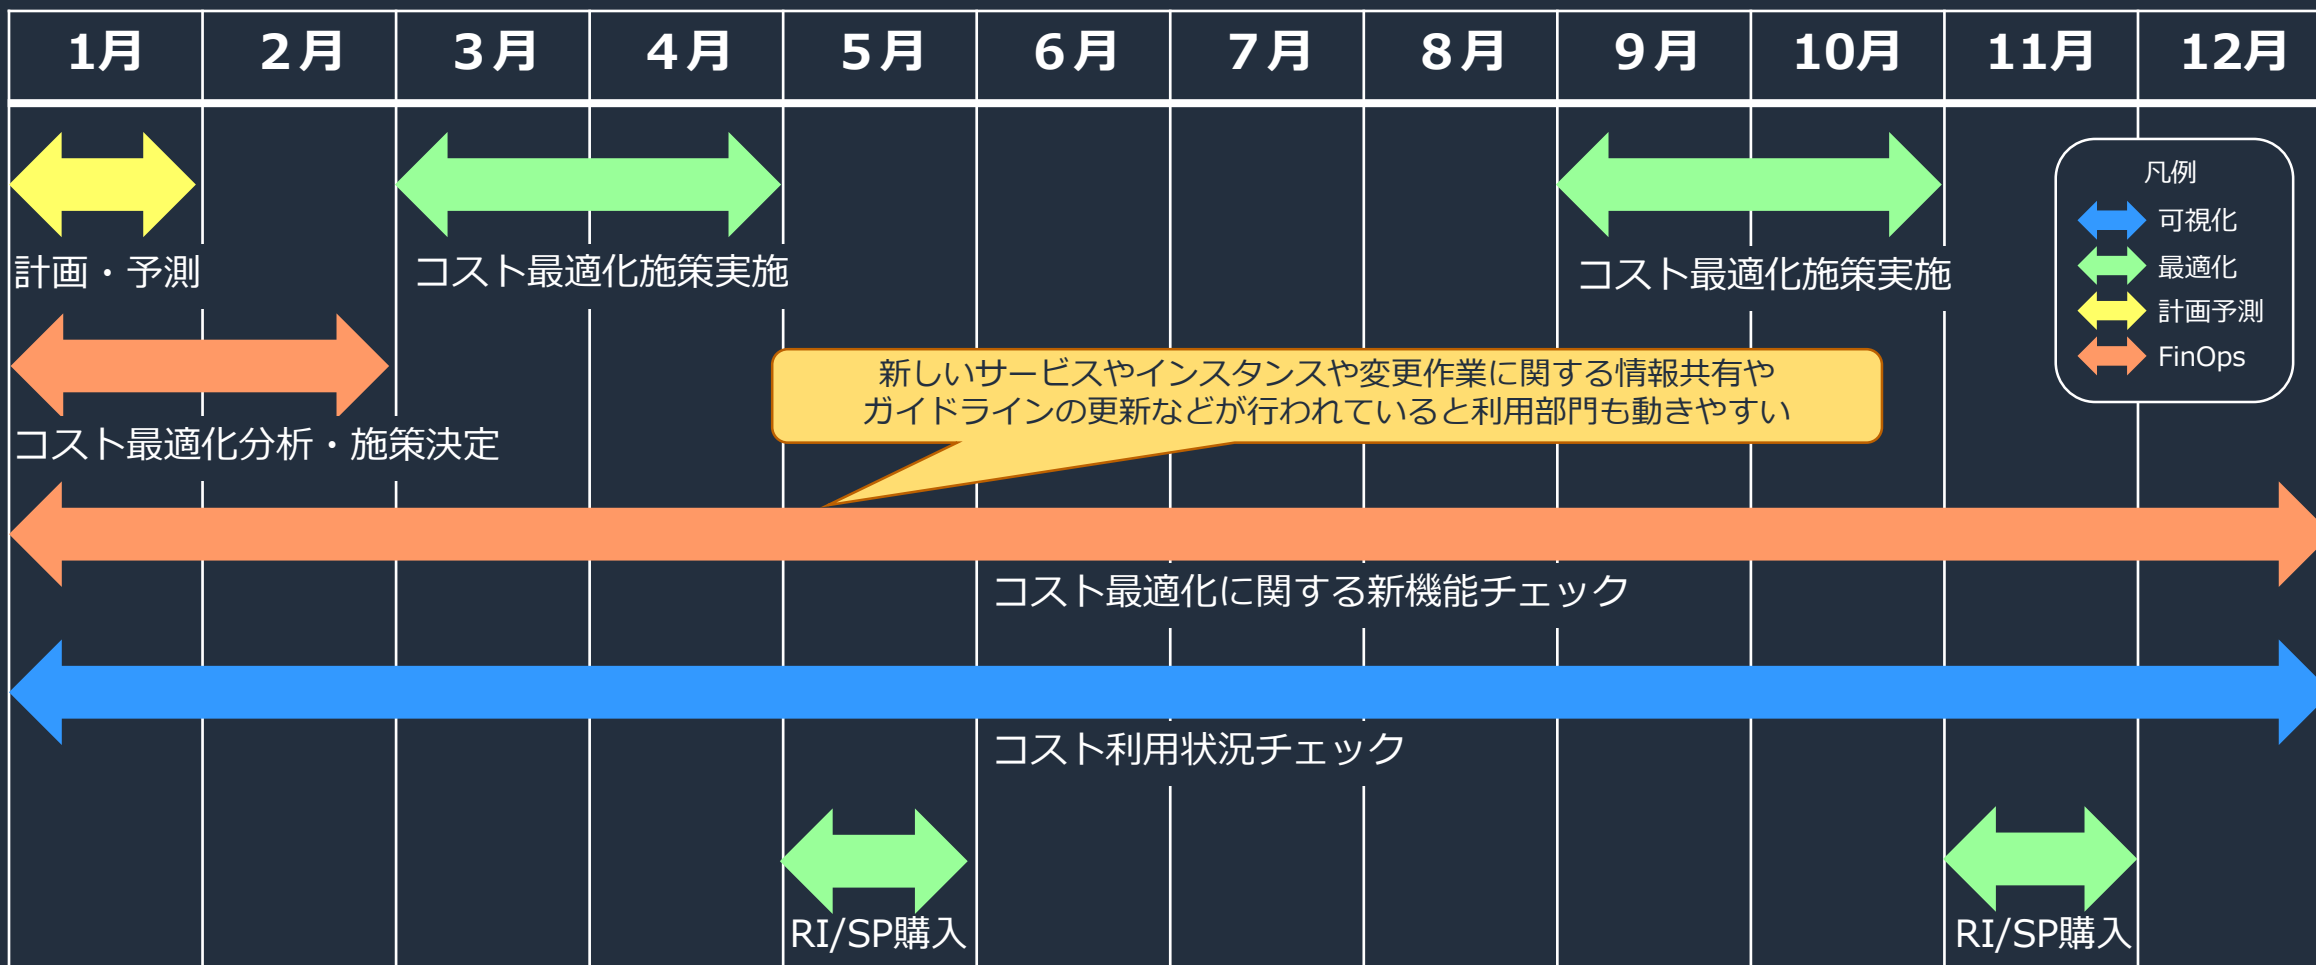 1月 2月 3月 4月 5月 6月 7月 8月 9月 10月 11月 12月
計画・予測
コスト最適化施策実施
コスト最適化施策実施
凡例
可視化
最適化
計画予測
FinOps
コスト最適化分析・施策決定
新しいサービスやインスタンスや変更作業に関する情報共有や
ガイドラインの更新などが行われていると利用部門も動きやすい
コスト最適化に関する新機能チェック
コスト利用状況チェック
RI/SP購入
RI/SP購入